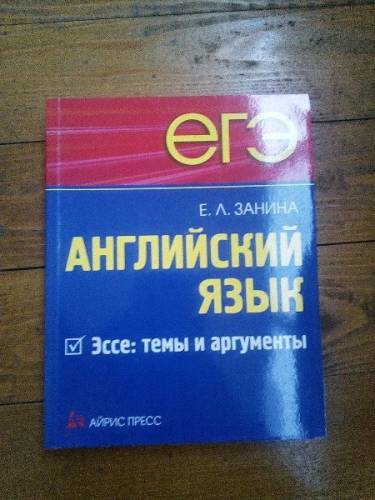 егэ
Е. Л. ЗАНИНА
АНГЛИЙСКИЙ
ЯЗЫК
Эссе: темы и аргументы
АЙРИС ПРЕСС